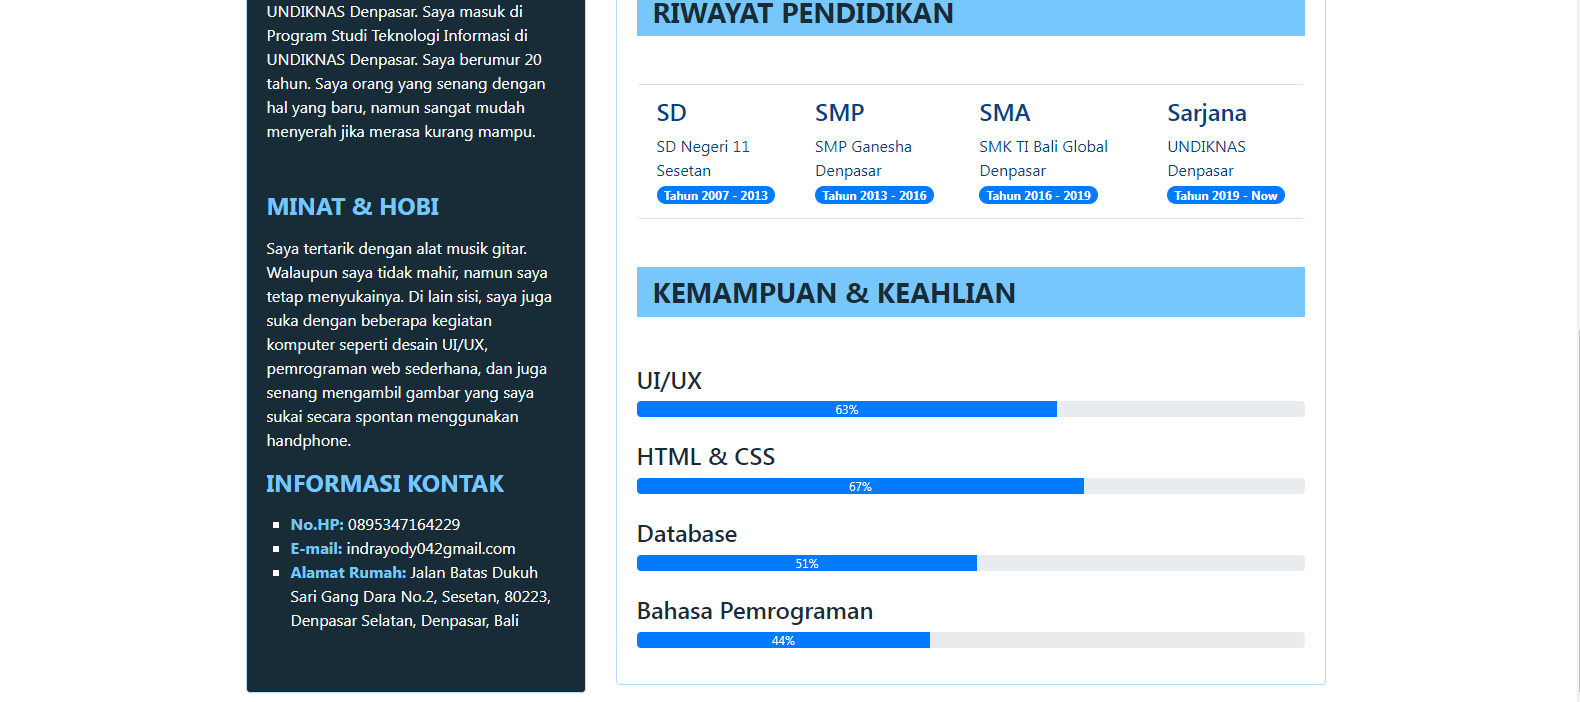 UNDIKNAS Denpasar. Saya masuk di
Program Studi Teknologi Informasi di
UNDIKNAS Denpasar. Saya berumur 20
tahun. Saya orang yang senang dengan
hal yang baru, namun sangat mudah
menyerah jika merasa kurang mampu.
MINAT & HOBI
Saya tertarik dengan alat musik gitar.
Walaupun saya tidak mahir, namun saya
tetap menyukainya. Di lain sisi, saya juga
suka dengan beberapa kegiatan
komputer seperti desain UI/UX,
pemrograman web sederhana, dan juga
senang mengambil gambar yang saya
sukai secara spontan menggunakan
handphone.
INFORMASI KONTAK
No.HP: 0895347164229
E-mail: indrayody042gmail.com
Alamat Rumah: Jalan Batas Dukuh
Sari Gang Dara No.2, Sesetan, 80223,
Denpasar Selatan, Denpasar, Bali
RIWAYAT PENDIDIKAN
SD
SD Negeri 11
Sesetan
Tahun 2007 - 2013
SMP
SMP Ganesha
Denpasar
Tahun 2013 - 2016
SMA
SMK TI Bali Global
Denpasar
Tahun 2016 - 2019
Sarjana
UNDIKNAS
Denpasar
Tahun 2019 - Now
KEMAMPUAN & KEAHLIAN
UI/UX
63%
HTML & CSS
67%
Database
51%
Bahasa Pemrograman
44%